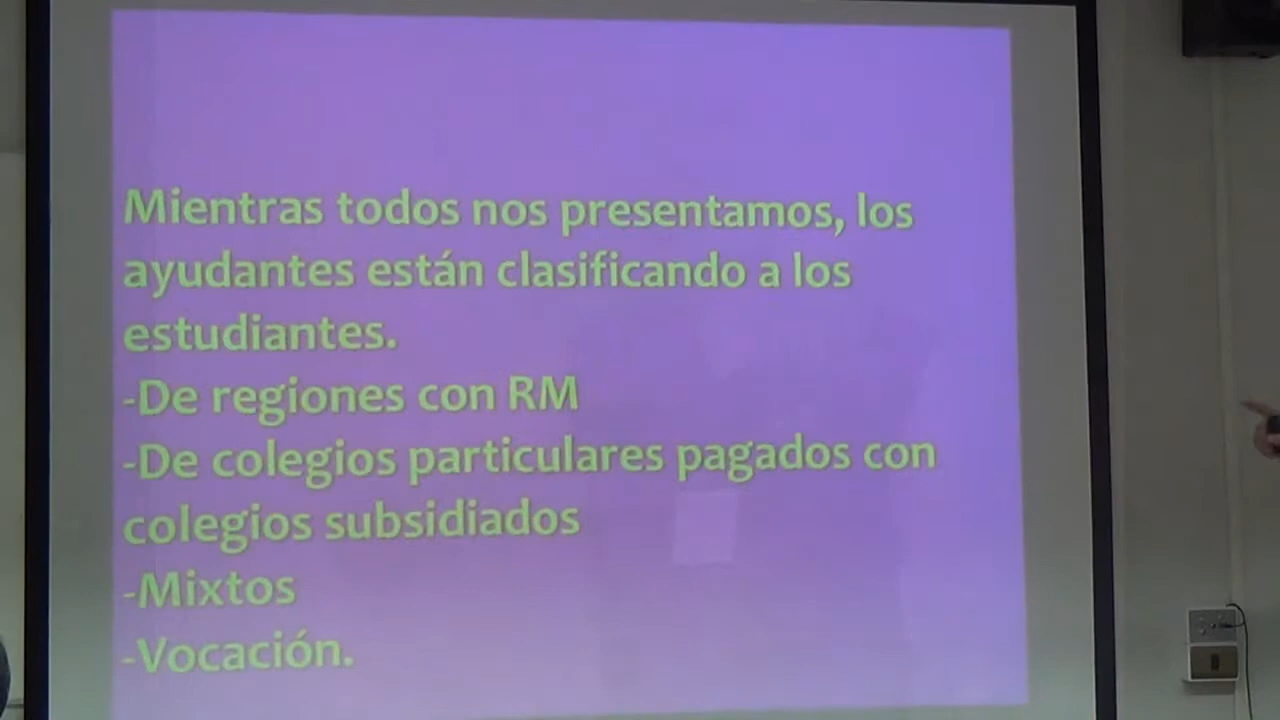 Mientras todos nos presentamos, los
ayudantes están clasificando a los
estudiantes.
-De regiones con RM
-De colegios particulares pagados con
colegios subsidiados
-Mixtos
-Vocación.